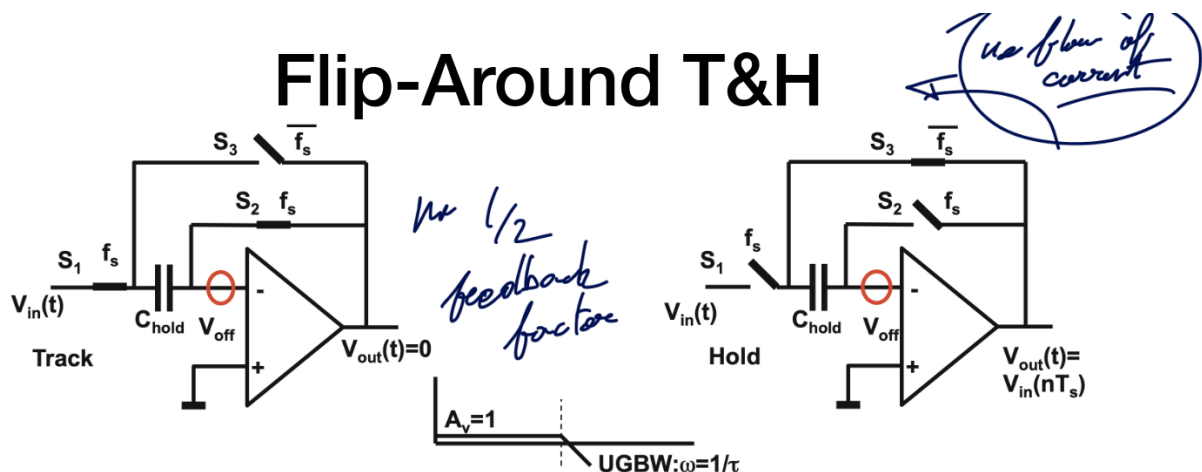 Flip-Around T&H
no flow of
current
S3 fs
S2 fs
S1 fs
Vin(t)
Chold
Voff
-
+
Vout(t)=0
Track
no 1/2
feedback
factor
Av=1
UGBW:ω=1/τ
S3 fs
S2 fs
S1 fs
Vin(t)
Chold
Voff
-
+
Hold
Vout(t)=
Vin(nTs)